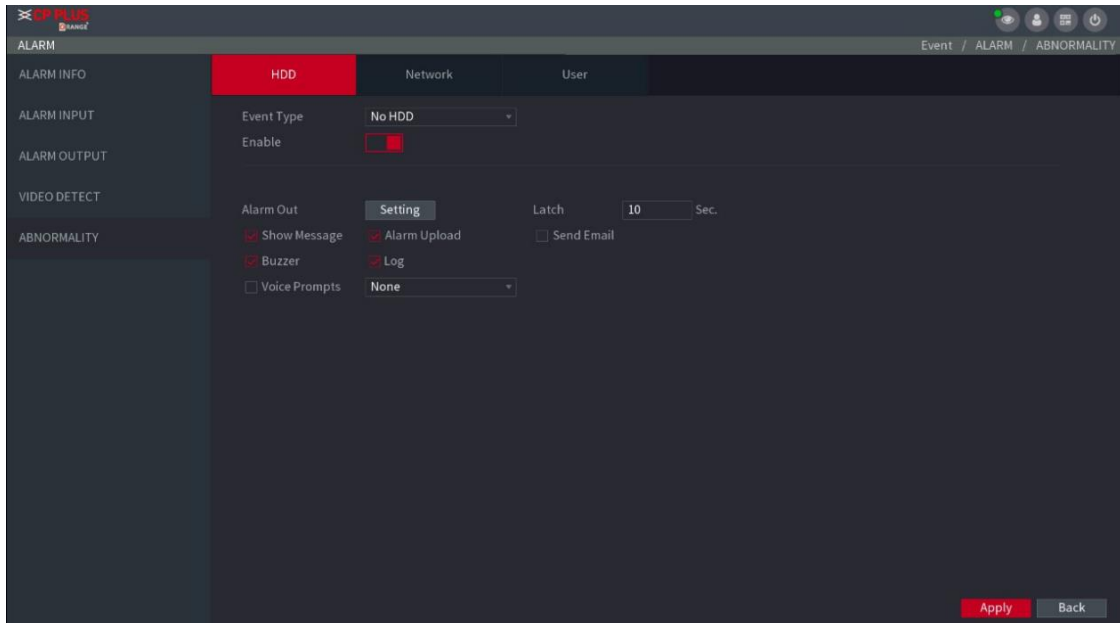 CP PLUS
ORANGE
ALARM
Event / ALARM / ABNORMALITY
ALARM INFO
HDD Network User
ALARM INPUT
Event Type No HDD
Enable
ALARM OUTPUT
VIDEO DETECT
Alarm Out Setting Latch 10 Sec.
ABNORMALITY
Show Message Alarm Upload Send Email
Buzzer Log
Voice Prompts None
Apply Back